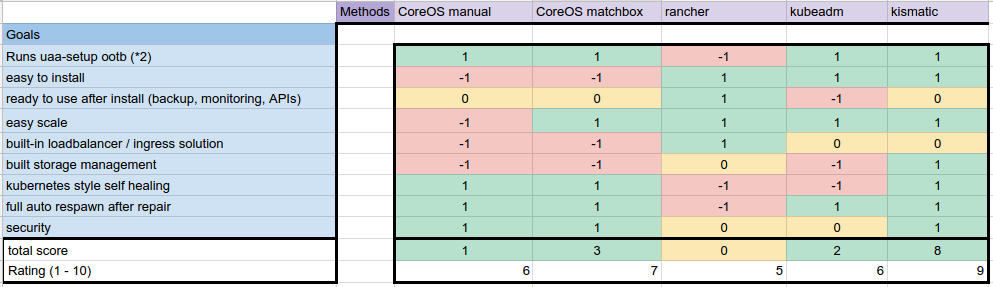 Methods CoreOS manual CoreOS matchbox rancher kubeadm kismatic
Goals
Runs uaa-setup ootb (*2) 1 1 -1 1 1
easy to install -1 -1 1 1 1
ready to use after install (backup, monitoring, APIs) 0 0 1 -1 0
easy scale -1 1 1 1 1
built-in loadbalancer / ingress solution -1 -1 1 0 0
built storage management -1 -1 0 -1 1
kubernetes style self healing 1 1 -1 -1 1
full auto respawn after repair 1 1 -1 1 1
security 1 1 0 0 1
total score 1 3 0 2 8
Rating (1 - 10) 6 7 5 6 9